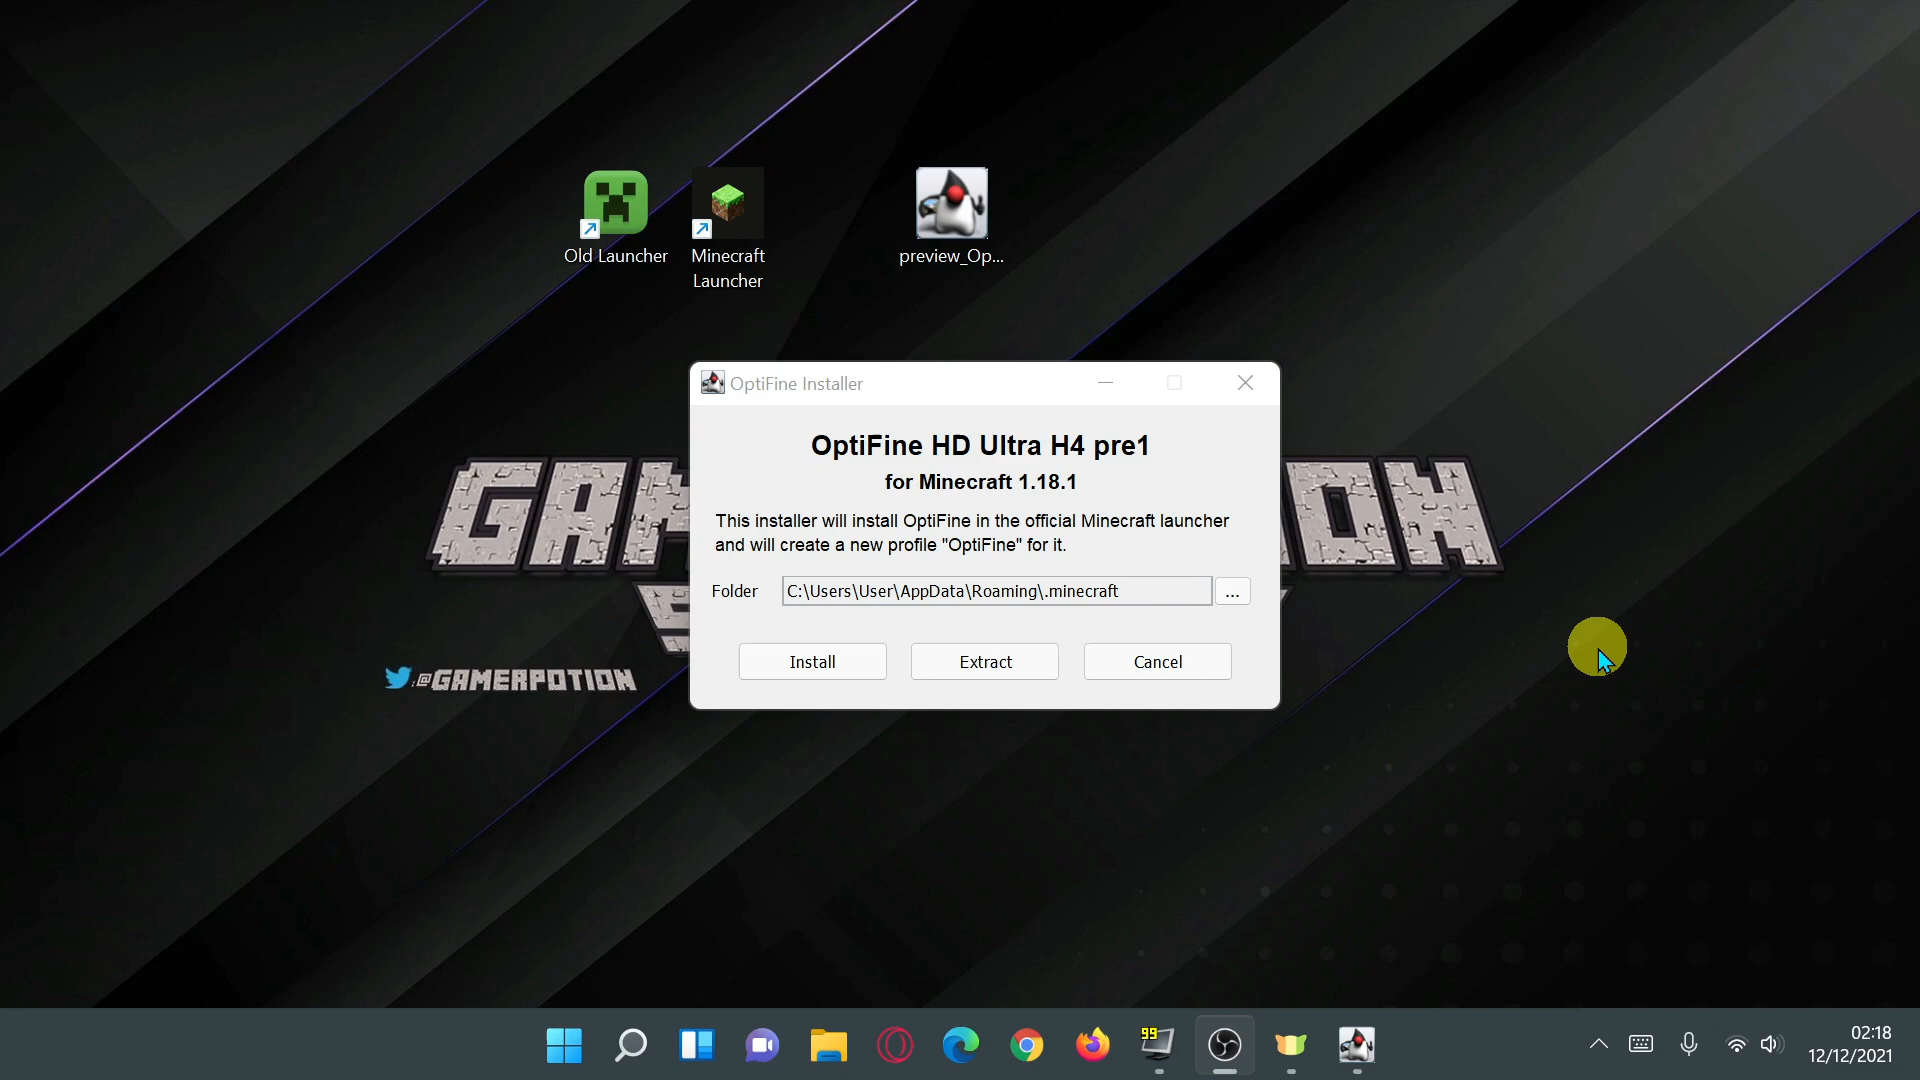 Old Launcher
Minecraft
Launcher
preview_Op...
OptiFine Installer
OptiFine HD Ultra H4 pre1
for Minecraft 1.18.1
This installer will install OptiFine in the official Minecraft launcher
and will create a new profile "OptiFine" for it.
Folder
C:\Users\User\AppData\Roaming\.minecraft
...
Install
Extract
Cancel
:@GAMERPOTION
99
02:18
12/12/2021